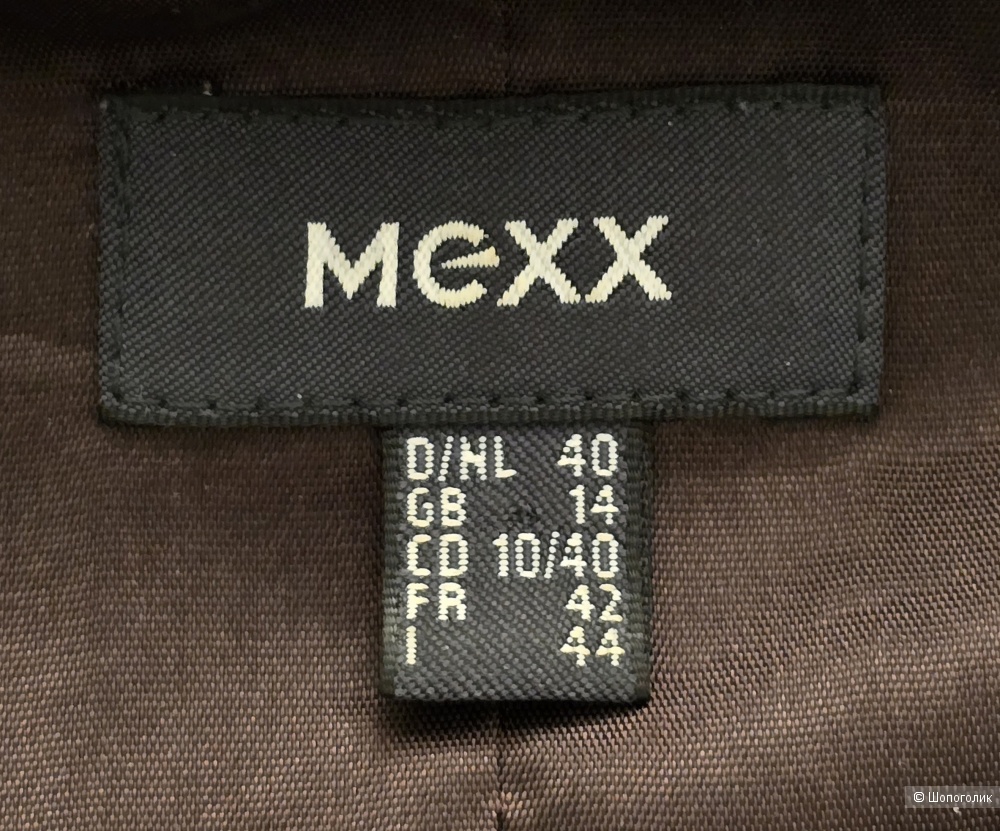 Mexx
D/NL 40
GB 14
CD 10/40
FR 42
I 44
© Шопоголик